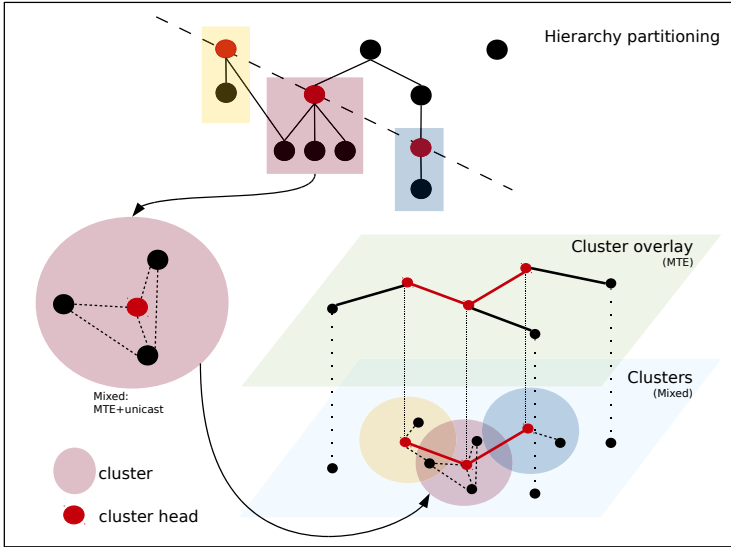 Hierarchy partitioning
Cluster overlay
(MTE)
Clusters
(Mixed)
Mixed:
MTE+unicast
cluster
cluster head